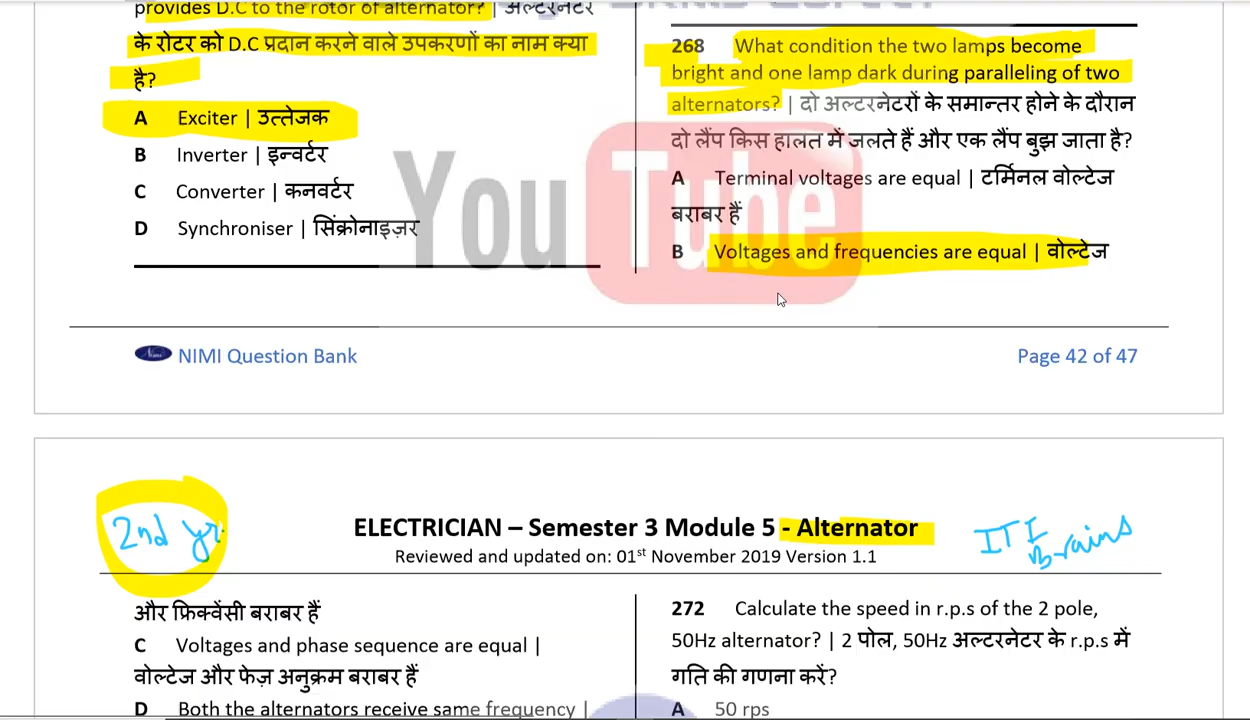 provides D.C to the rotor of alternator? | अल्टरनेटर
के रोटर को D.C प्रदान करने वाले उपकरणों का नाम क्या
है?
A Exciter | उत्तेजक
B Inverter | इन्वर्टर
C Converter | कनवर्टर
D Synchroniser | सिंक्रोनाइज़र
268 What condition the two lamps become
bright and one lamp dark during paralleling of two
alternators? | दो अल्टरनेटरों के समान्तर होने के दौरान
दो लैंप किस हालत में जलते हैं और एक लैंप बुझ जाता है?
A Terminal voltages are equal | टर्मिनल वोल्टेज
बराबर हैं
B Voltages and frequencies are equal | वोल्टेज
You Tube
NIMI Question Bank
Page 42 of 47
2nd yr.
ELECTRICIAN – Semester 3 Module 5 - Alternator
Reviewed and updated on: 01st November 2019 Version 1.1
ITI
Brains
और फ्रिक्वेंसी बराबर हैं
C Voltages and phase sequence are equal |
वोल्टेज और फेज़ अनुक्रम बराबर हैं
D Both the alternators receive same frequency |
272 Calculate the speed in r.p.s of the 2 pole,
50Hz alternator? | 2 पोल, 50Hz अल्टरनेटर के r.p.s में
गति की गणना करें?
A 50 rps